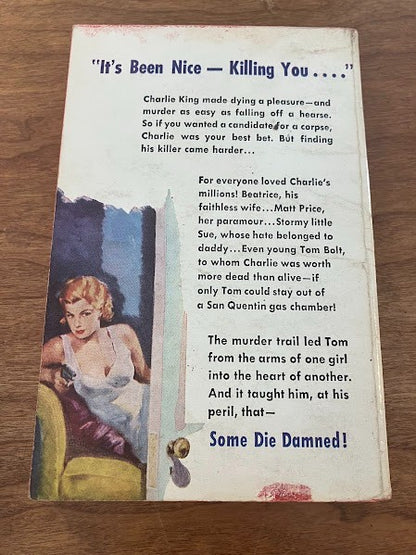 "It's Been Nice — Killing You . . . ."
Charlie King made dying a pleasure—and
murder as easy as falling off a hearse.
So if you wanted a candidate for a corpse,
Charlie was your best bet. But finding
his killer came harder...
For everyone loved Charlie's
millions! Beatrice, his
faithless wife...Matt Price,
her paramour...Stormy little
Sue, whose hate belonged to
daddy...Even young Tom Bolt,
to whom Charlie was worth
more dead than alive—if
only Tom could stay out of
a San Quentin gas chamber!
The murder trail led Tom
from the arms of one girl
into the heart of another.
And it taught him, at his
peril, that—
Some Die Damned!